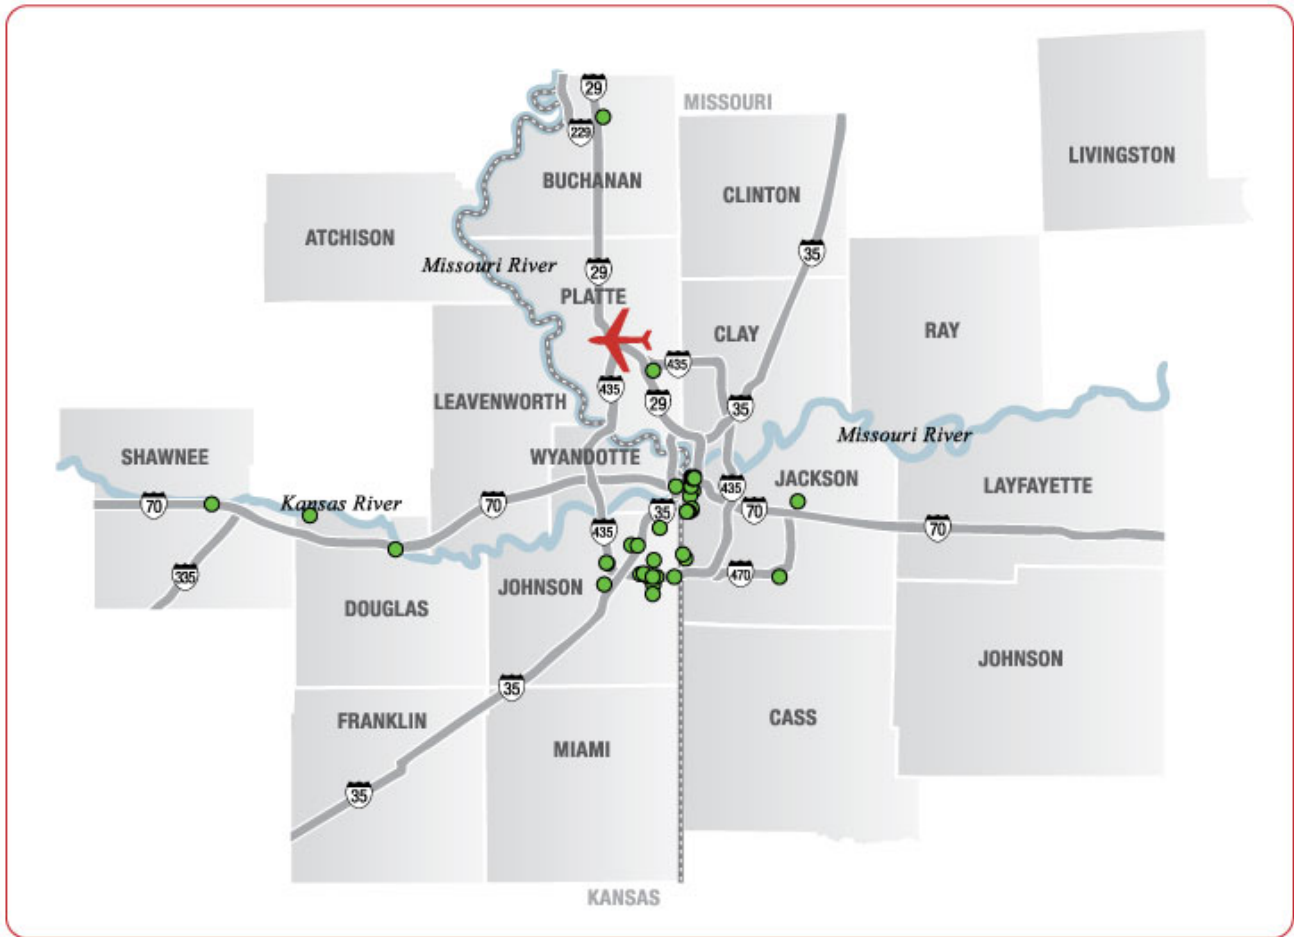 29
MISSOURI
229
LIVINGSTON
BUCHANAN
CLINTON
ATCHISON
35
Missouri River
29
PLATTE
CLAY
RAY
435
435
LEAVENWORTH
29
35
Missouri River
SHAWNEE
WYANDOTTE
JACKSON
LAYFAYETTE
435
70
Kansas River
70
35
70
70
435
335
470
JOHNSON
DOUGLAS
JOHNSON
35
FRANKLIN
CASS
MIAMI
35
KANSAS